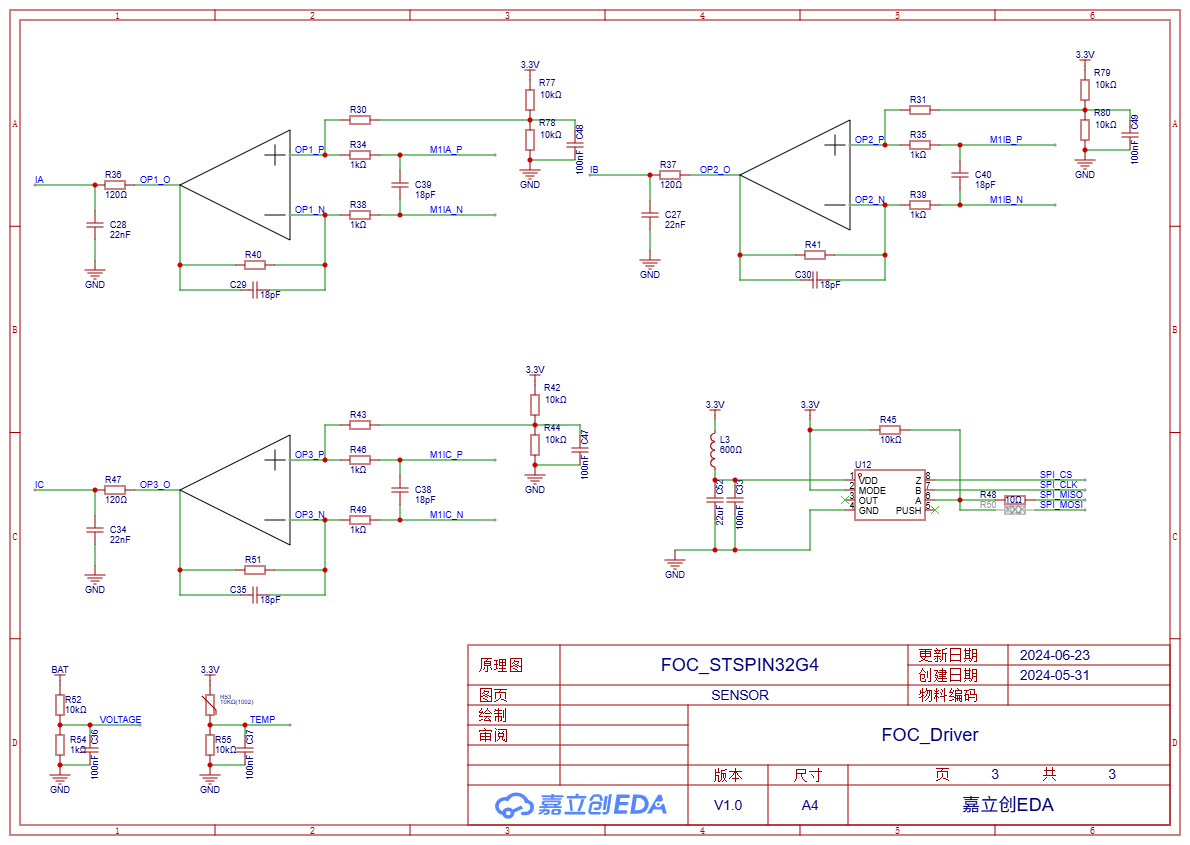 1 2 3 4 5 6
A
B
C
D
A
B
C
D
1 2 3 4 5 6
IA
R36
120Ω
C28
22nF
GND
OP1_O
OP1_P
OP1_N
R30
R34
1kΩ
R38
1kΩ
M1IA_P
M1IA_N
C39
18pF
R40
C29
18pF
3.3V
R77
10kΩ
R78
10kΩ
C48
100nF
GND
IB
R37
120Ω
C27
22nF
GND
OP2_O
OP2_P
OP2_N
R31
R35
1kΩ
R39
1kΩ
M1IB_P
M1IB_N
C40
18pF
R41
C30
18pF
3.3V
R79
10kΩ
R80
10kΩ
C49
100nF
GND
IC
R47
120Ω
C34
22nF
GND
OP3_O
OP3_P
OP3_N
R43
R46
1kΩ
R49
1kΩ
M1IC_P
M1IC_N
C38
18pF
R51
C35
18pF
3.3V
R42
10kΩ
R44
10kΩ
C47
100nF
GND
3.3V
L3
600Ω
C52
22uF
C33
100nF
GND
3.3V
R45
10kΩ
U12
1 VDD
2 MODE
3 OUT
4 GND
Z 8
B 7
A 6
PUSH 5
SPI_CS
SPI_CLK
R48 10Ω SPI_MISO
R50 SPI_MOSI
BAT
R52
10kΩ
VOLTAGE
R54
1kΩ
C36
100nF
GND
3.3V
R53
10KΩ(1002)
TEMP
R55
10kΩ
C37
100nF
GND
原理图 FOC_STSPIN32G4
更新日期 2024-06-23
创建日期 2024-05-31
图页 SENSOR 物料编码
绘制
审阅
FOC_Driver
版本 尺寸 页 3 共 3
嘉立创EDA V1.0 A4 嘉立创EDA